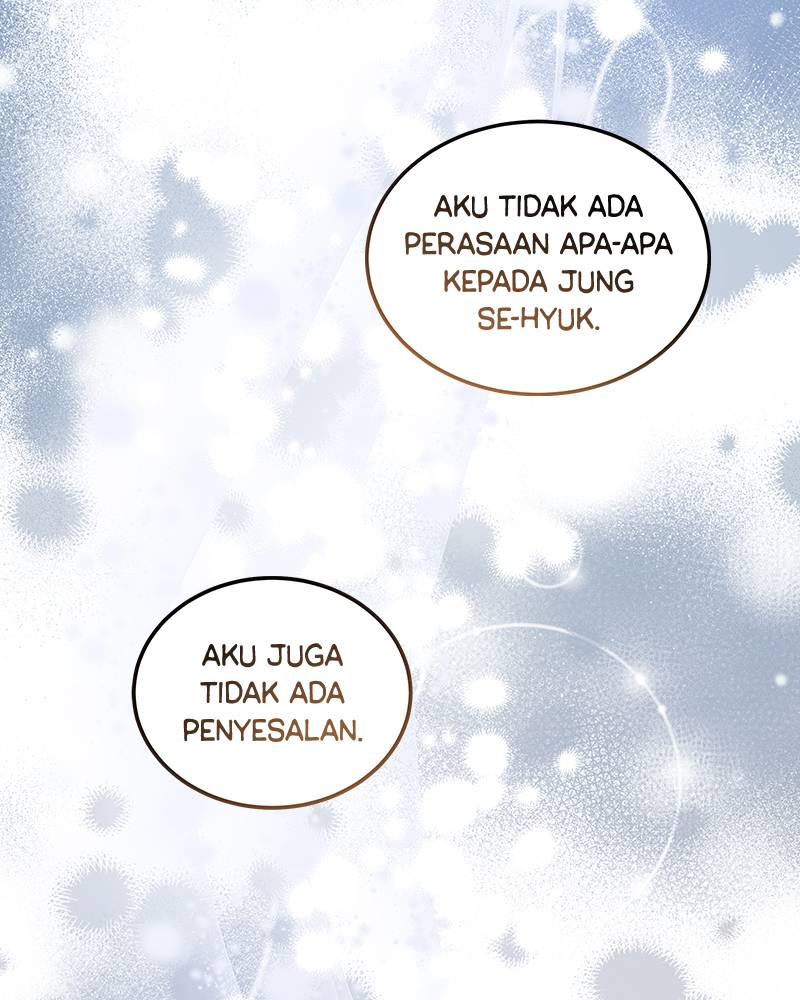 AKU TIDAK ADA
PERASAAN APA-APA
KEPADA JUNG
SE-HYUK.
AKU JUGA
TIDAK ADA
PENYESALAN.